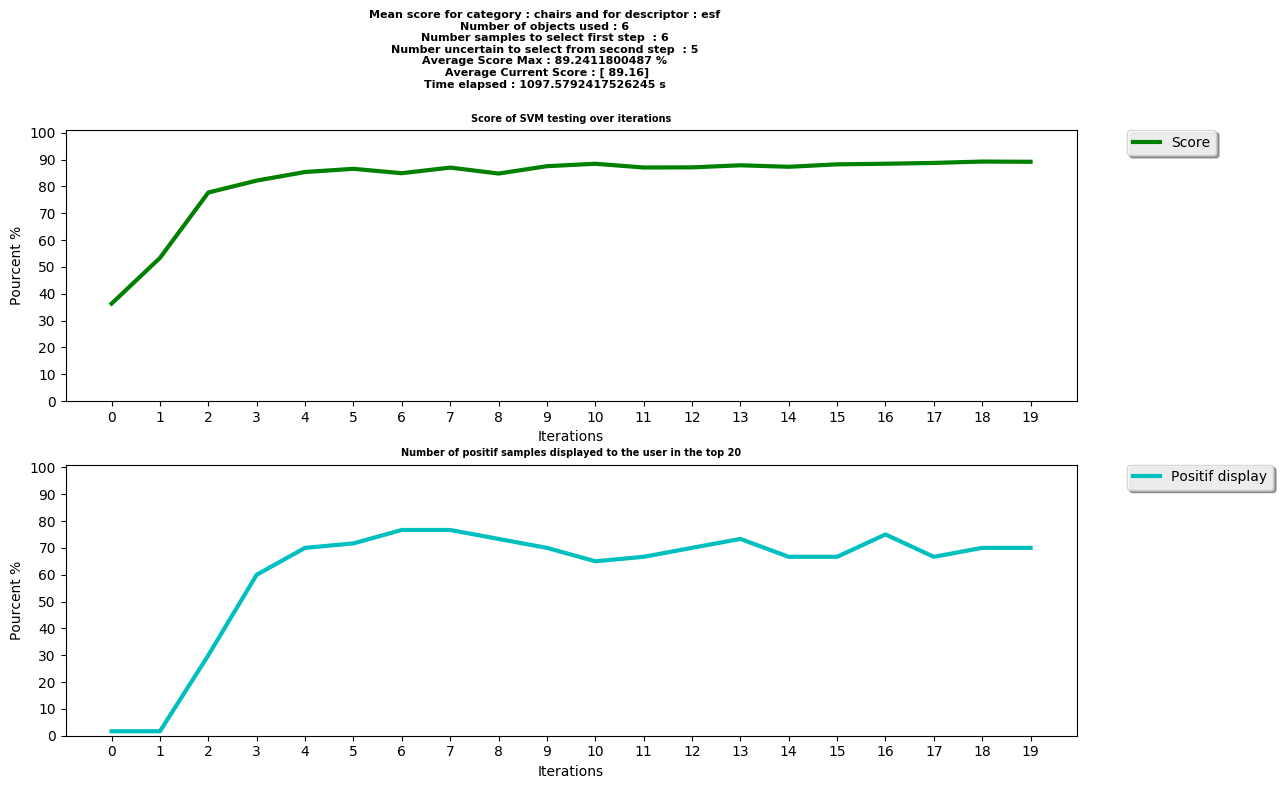 Mean score for category : chairs and for descriptor : esf
Number of objects used : 6
Number samples to select first step  : 6
Number uncertain to select from second step  : 5
Average Score Max : 89.2411800487 %
Average Current Score : [ 89.16]
Time elapsed : 1097.5792417526245 s
Score of SVM testing over iterations
100
90
80
70
60
50
40
30
20
10
0
Pourcent %
0 1 2 3 4 5 6 7 8 9 10 11 12 13 14 15 16 17 18 19
Iterations
Score
Number of positif samples displayed to the user in the top 20
100
90
80
70
60
50
40
30
20
10
0
Pourcent %
0 1 2 3 4 5 6 7 8 9 10 11 12 13 14 15 16 17 18 19
Iterations
Positif display